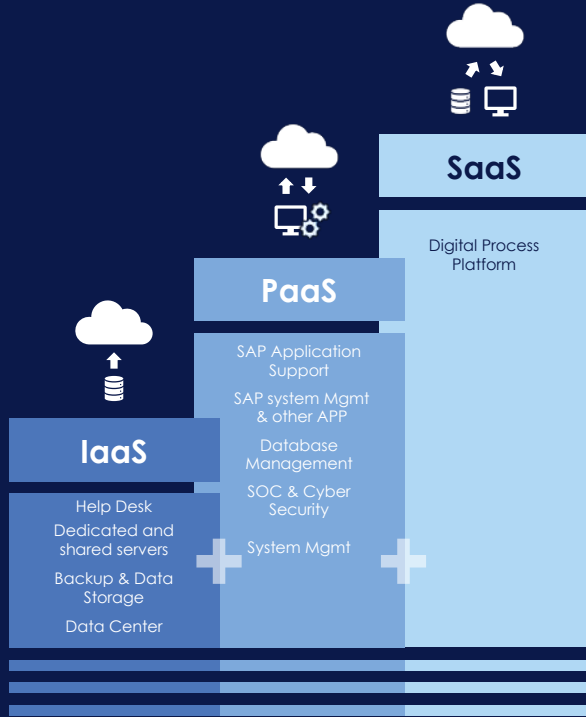 SaaS
Digital Process
Platform
PaaS
SAP Application
Support
SAP system Mgmt
& other APP
Database
Management
SOC & Cyber
Security
System Mgmt
IaaS
Help Desk
Dedicated and
shared servers
Backup & Data
Storage
Data Center